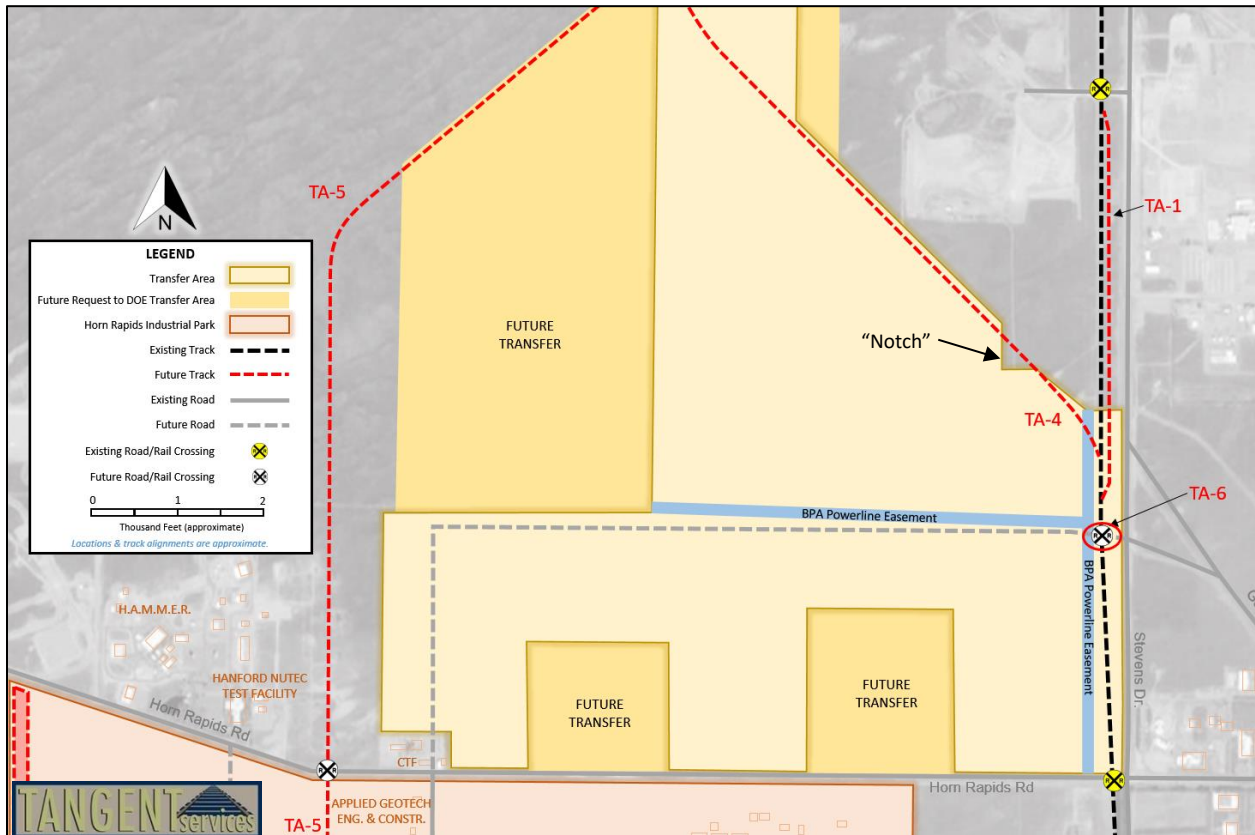 TA-5
TA-1
N
LEGEND
Transfer Area
Future Request to DOE Transfer Area
Horn Rapids Industrial Park
Existing Track
Future Track
Existing Road
Future Road
Existing Road/Rail Crossing
Future Road/Rail Crossing
0 1 2
Thousand Feet (approximate)
Locations & track alignments are approximate.
FUTURE
TRANSFER
“Notch”
TA-4
TA-6
BPA Powerline Easement
BPA Powerline Easement
Stevens Dr.
H.A.M.M.E.R.
HANFORD NUTEC
TEST FACILITY
Horn Rapids Rd
FUTURE
TRANSFER
FUTURE
TRANSFER
CTF
R R
R R
R R
R R
Horn Rapids Rd
TANGENT services
TA-5
APPLIED GEOTECH
ENG. & CONSTR.